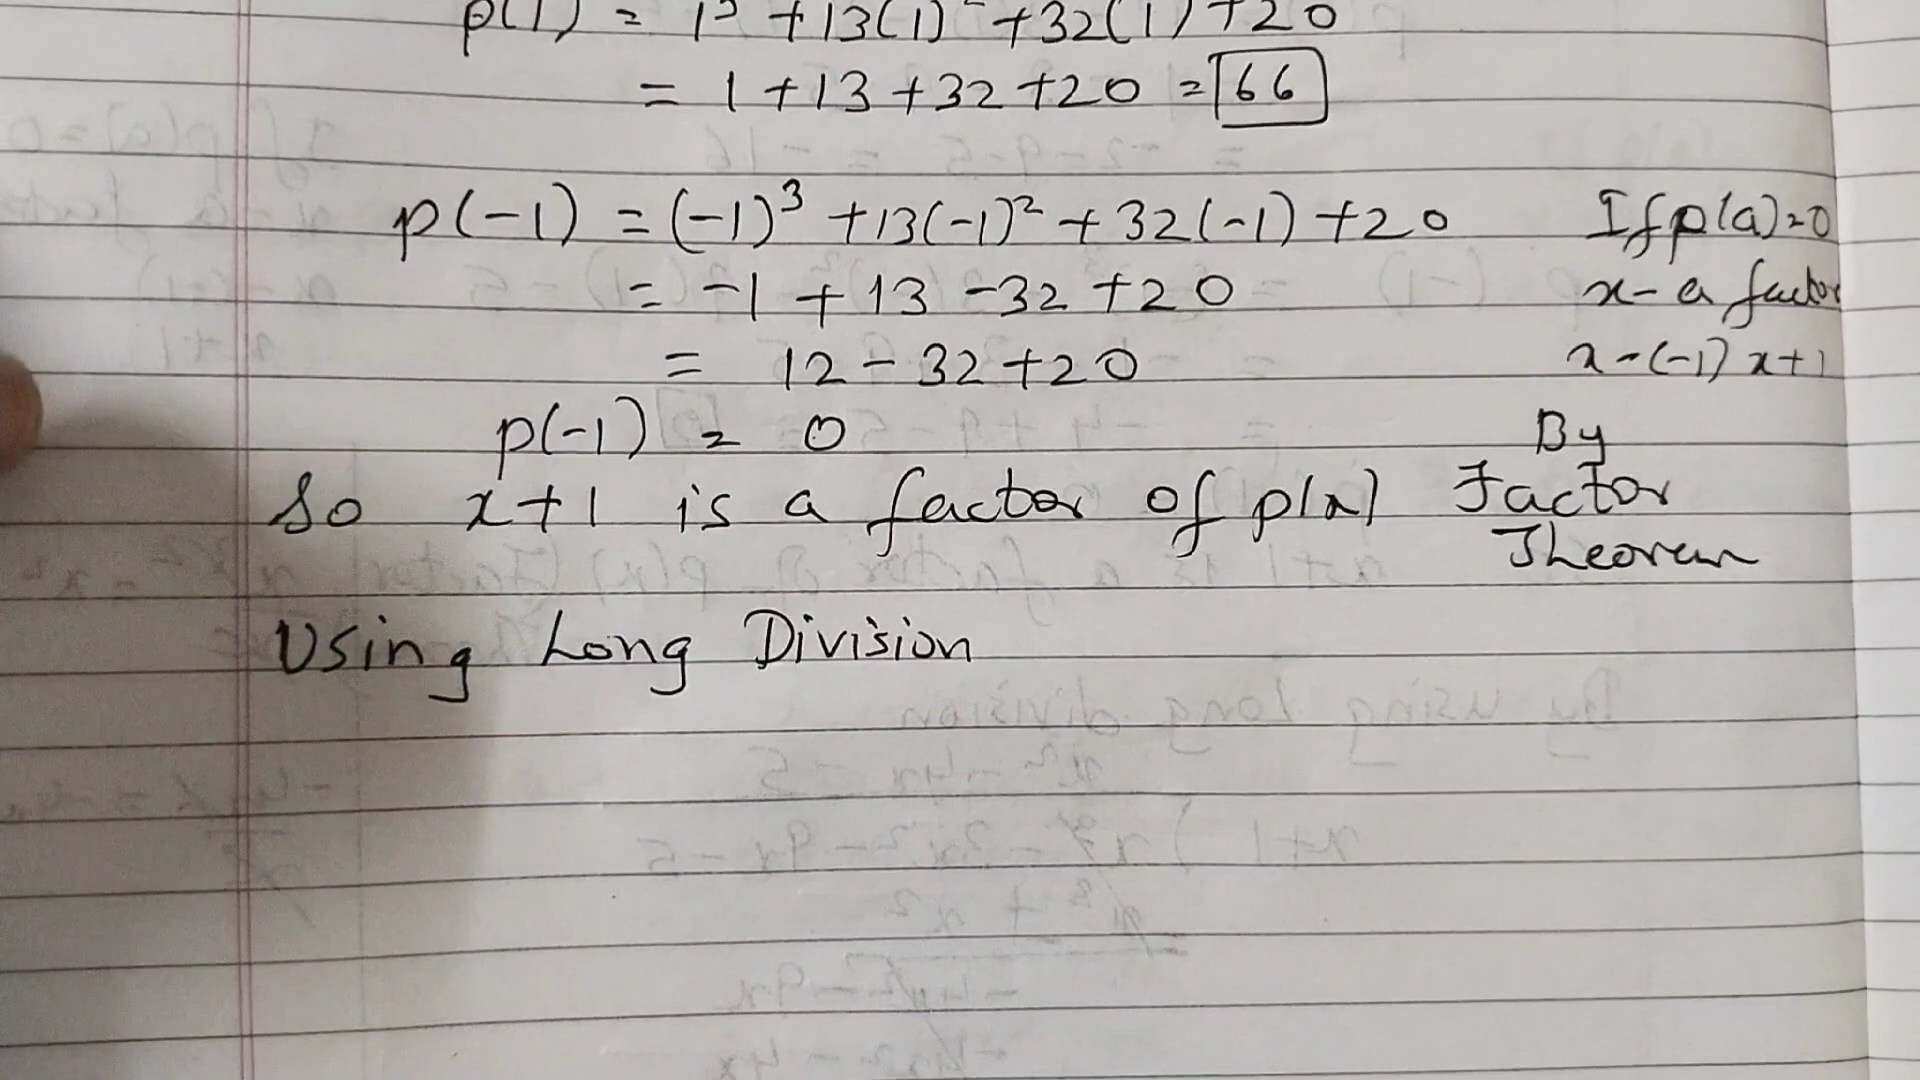 p(1) = 1³ + 13(1)² + 32(1) + 20
= 1 + 13 + 32 + 20 = 66
p(-1) = (-1)³ + 13(-1)² + 32(-1) + 20
= -1 + 13 - 32 + 20
= 12 - 32 + 20
p(-1) = 0
So x+1 is a factor of p(x)
If p(a)=0
x-a factor
x-(-1) x+1
By
Factor
Theorem
Using Long Division